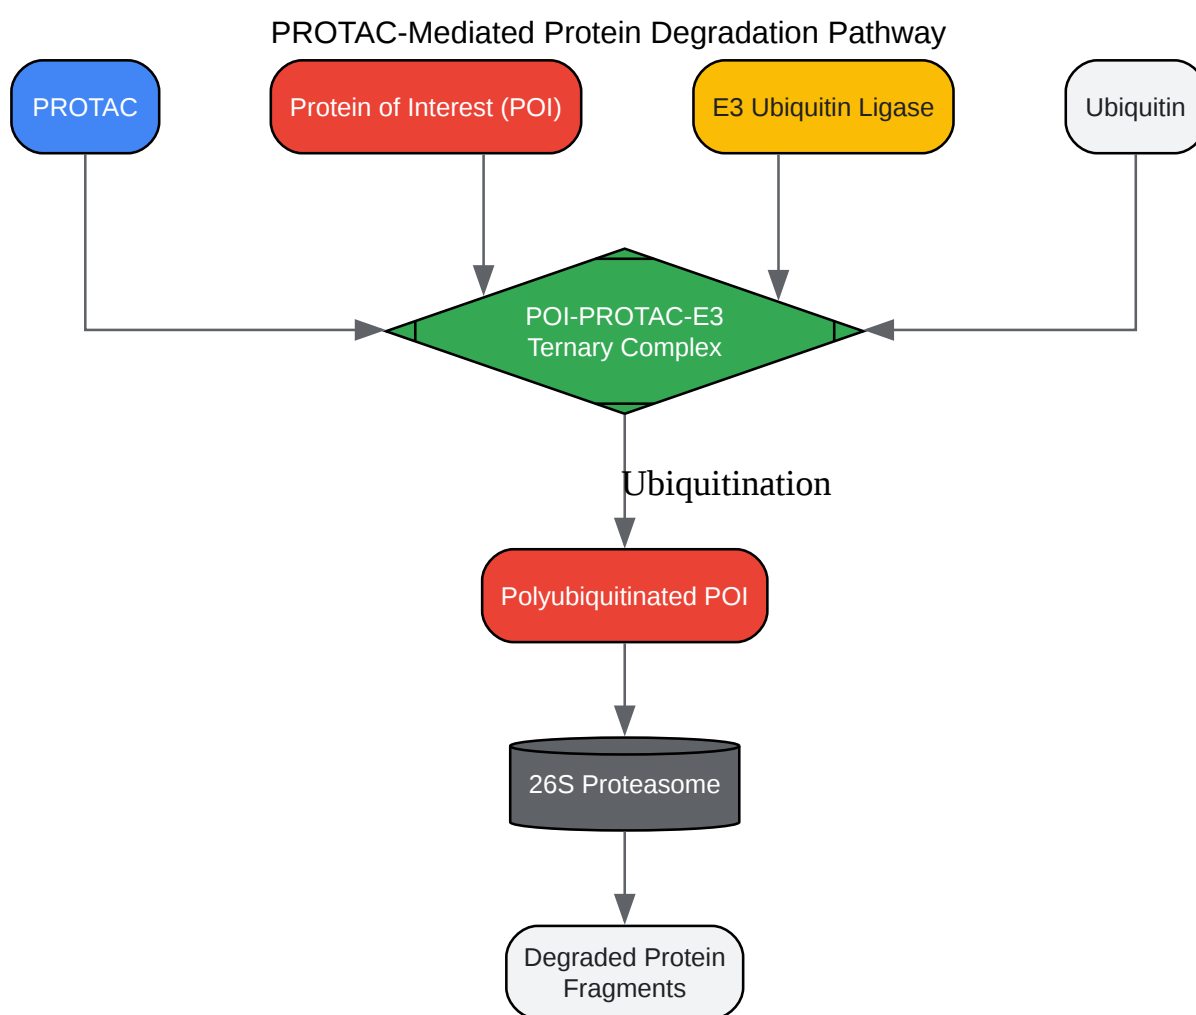 PROTAC-Mediated Protein Degradation Pathway
PROTAC
Protein of Interest (POI)
E3 Ubiquitin Ligase
Ubiquitin
POI-PROTAC-E3
Ternary Complex
Ubiquitination
Polyubiquitinated POI
26S Proteasome
Degraded Protein
Fragments